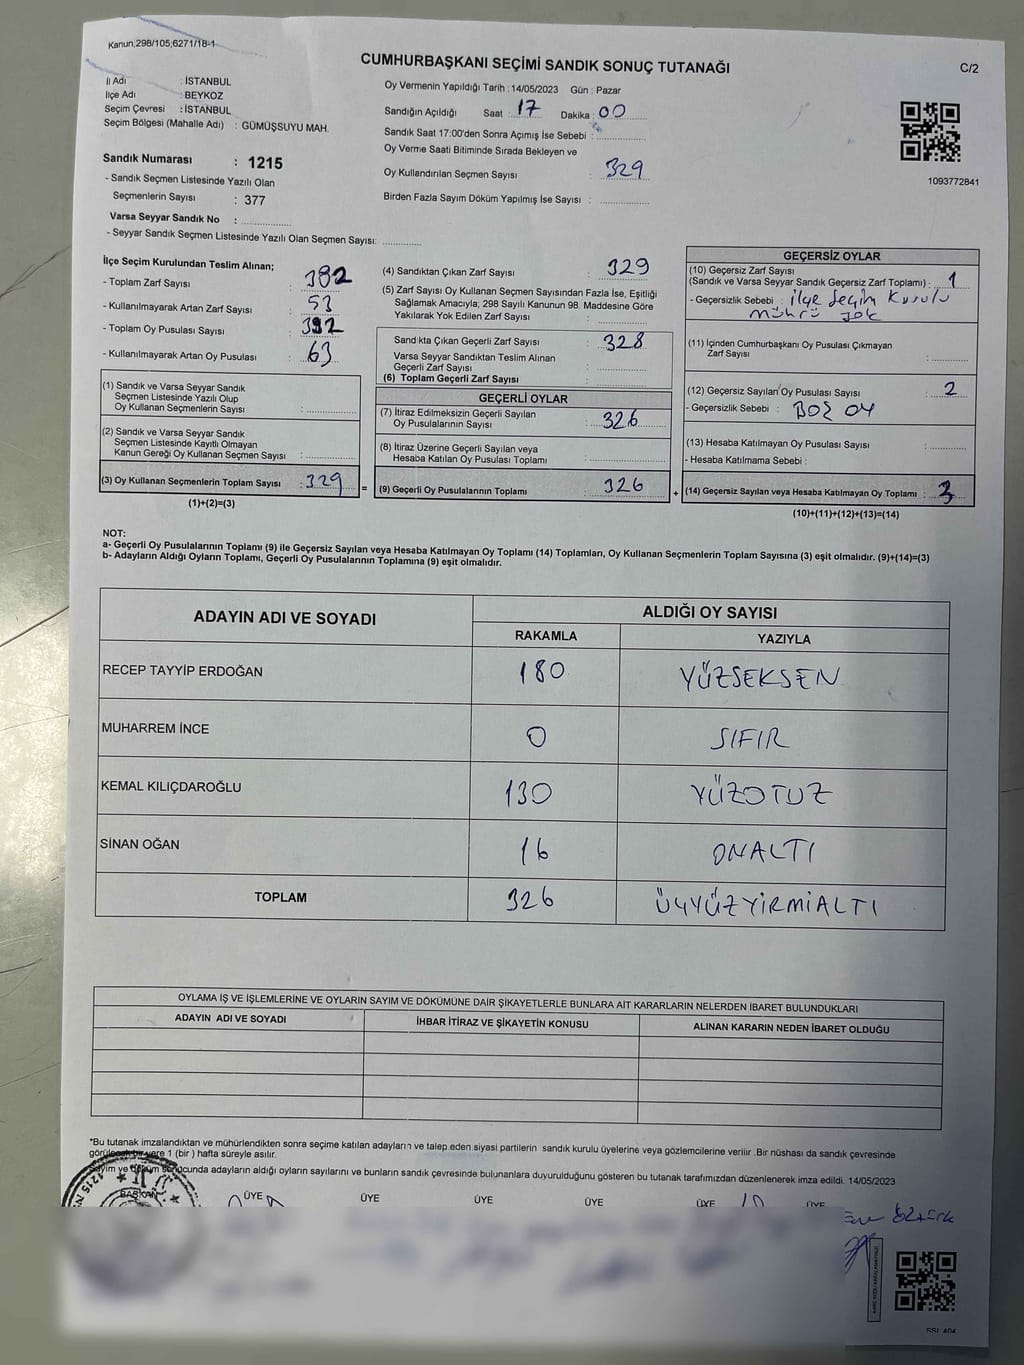 Kanun,298/105;6271/18-1
CUMHURBAŞKANI SEÇİMİ SANDIK SONUÇ TUTANAĞI
C/2
İl Adı : İSTANBUL
İlçe Adı : BEYKOZ
Seçim Çevresi : İSTANBUL
Seçim Bölgesi (Mahalle Adı) : GÜMÜŞSUYU MAH.
Oy Vermenin Yapıldığı Tarih : 14/05/2023 Gün : Pazar
Sandığın Açıldığı Saat : 17 Dakika : 00
Sandık Saat 17:00'den Sonra Açımış İse Sebebi :
Oy Verme Saati Bitiminde Sırada Bekleyen ve
Oy Kullandırılan Seçmen Sayısı : 329
Birden Fazla Sayım Döküm Yapılmış İse Sayısı :
1093772841
Sandık Numarası : 1215
- Sandık Seçmen Listesinde Yazılı Olan
Seçmenlerin Sayısı : 377
Varsa Seyyar Sandık No :
- Seyyar Sandık Seçmen Listesinde Yazılı Olan Seçmen Sayısı:
İlçe Seçim Kurulundan Teslim Alınan;
- Toplam Zarf Sayısı : 382
- Kullanılmayarak Artan Zarf Sayısı : 53
- Toplam Oy Pusulası Sayısı : 392
- Kullanılmayarak Artan Oy Pusulası : 63
(1) Sandık ve Varsa Seyyar Sandık
Seçmen Listesinde Yazılı Olup
Oy Kullanan Seçmenlerin Sayısı :
(2) Sandık ve Varsa Seyyar Sandık
Seçmen Listesinde Kayıtlı Olmayan
Kanun Gereği Oy Kullanan Seçmen Sayısı :
(3) Oy Kullanan Seçmenlerin Toplam Sayısı : 329 =
(1)+(2)=(3)
(4) Sandıktan Çıkan Zarf Sayısı : 329
(5) Zarf Sayısı Oy Kullanan Seçmen Sayısından Fazla İse, Eşitliği
Sağlamak Amacıyla; 298 Sayılı Kanunun 98. Maddesine Göre
Yakılarak Yok Edilen Zarf Sayısı :
Sandıkta Çıkan Geçerli Zarf Sayısı : 328
Varsa Seyyar Sandıktan Teslim Alınan
Geçerli Zarf Sayısı :
(6) Toplam Geçerli Zarf Sayısı :
GEÇERLİ OYLAR
(7) İtiraz Edilmeksizin Geçerli Sayılan
Oy Pusulalarının Sayısı : 326
(8) İtiraz Üzerine Geçerli Sayılan veya
Hesaba Katılan Oy Pusulası Toplamı :
(9) Geçerli Oy Pusulalarının Toplamı : 326 +
GEÇERSİZ OYLAR
(10) Geçersiz Zarf Sayısı
(Sandık ve Varsa Seyyar Sandık Geçersiz Zarf Toplamı) : 1
- Geçersizlik Sebebi : ilçe Seçim Kurulu
mührü yok
(11) İçinden Cumhurbaşkanı Oy Pusulası Çıkmayan
Zarf Sayısı :
(12) Geçersiz Sayılan Oy Pusulası Sayısı : 2
- Geçersizlik Sebebi : BOŞ OY
(13) Hesaba Katılmayan Oy Pusulası Sayısı :
- Hesaba Katılmama Sebebi :
(14) Geçersiz Sayılan veya Hesaba Katılmayan Oy Toplamı : 3
(10)+(11)+(12)+(13)=(14)
NOT:
a- Geçerli Oy Pusulalarının Toplamı (9) ile Geçersiz Sayılan veya Hesaba Katılmayan Oy Toplamı (14) Toplamları, Oy Kullanan Seçmenlerin Toplam Sayısına (3) eşit olmalıdır. (9)+(14)=(3)
b- Adayların Aldığı Oyların Toplamı, Geçerli Oy Pusulalarının Toplamına (9) eşit olmalıdır.
ADAYIN ADI VE SOYADI
ALDIĞI OY SAYISI
RAKAMLA YAZIYLA
RECEP TAYYİP ERDOĞAN 180 YÜZSEKSEN
MUHARREM İNCE 0 SIFIR
KEMAL KILIÇDAROĞLU 130 YÜZOTUZ
SİNAN OĞAN 16 ONALTI
TOPLAM 326 ÜÇYÜZYİRMİALTI
OYLAMA İŞ VE İŞLEMLERİNE VE OYLARIN SAYIM VE DÖKÜMÜNE DAİR ŞİKAYETLERLE BUNLARA AİT KARARLARIN NELERDEN İBARET BULUNDUKLARI
ADAYIN ADI VE SOYADI İHBAR İTİRAZ VE ŞİKAYETİN KONUSU ALINAN KARARIN NEDEN İBARET OLDUĞU
*Bu tutanak imzalandıktan ve mühürlendikten sonra seçime katılan adayların ve talep eden siyasi partilerin sandık kurulu üyelerine veya gözlemcilerine verilir. Bir nüshası da sandık çevresinde
görülecek bir yere 1 (bir) hafta süreyle asılır.
Sayım ve döküm sonucunda adayların aldığı oyların sayılarını ve bunların sandık çevresinde bulunanlara duyurulduğunu gösteren bu tutanak tarafımızdan düzenlenerek imza edildi. 14/05/2023
BAŞKAN ÜYE ÜYE ÜYE ÜYE ÜYE ÜYE
1215